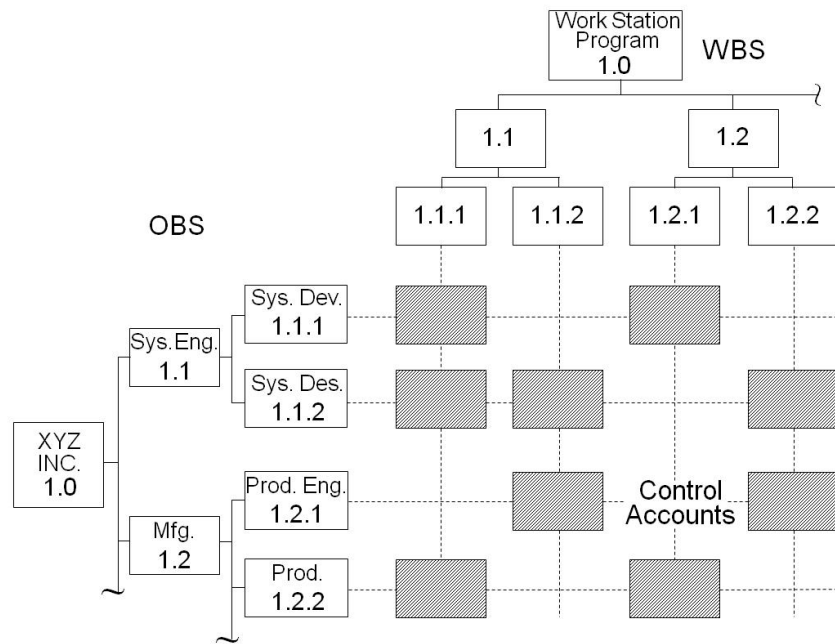 Work Station
Program
1.0
WBS
1.1
1.2
1.1.1
1.1.2
1.2.1
1.2.2
OBS
Sys. Dev.
1.1.1
Sys.Eng.
1.1
Sys. Des.
1.1.2
XYZ
INC.
1.0
Prod. Eng.
1.2.1
Control
Accounts
Mfg.
1.2
Prod.
1.2.2